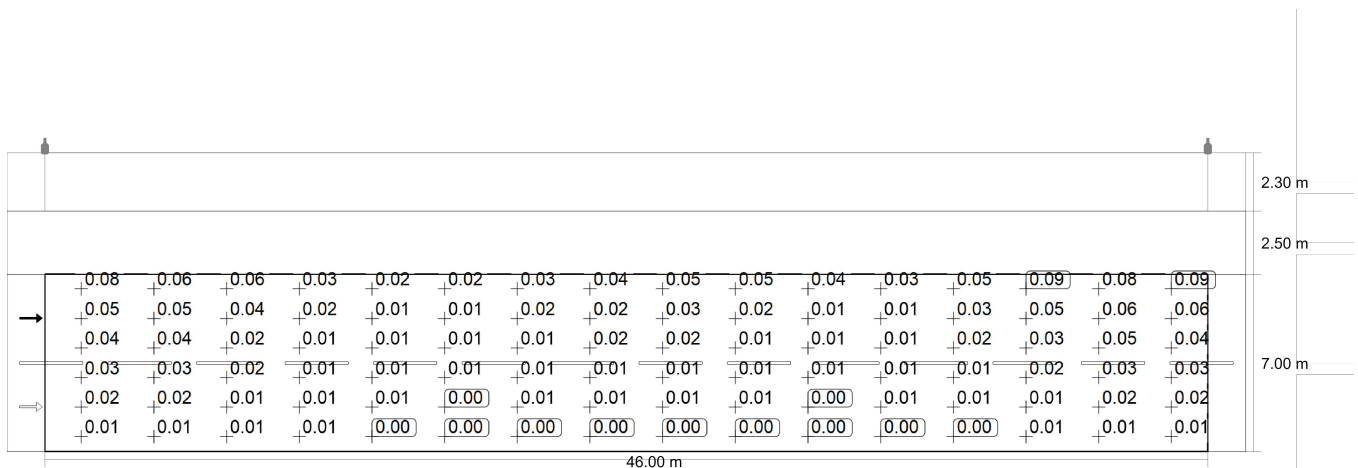 2.30 m
2.50 m
0.08 0.06 0.06 0.03 0.02 0.02 0.03 0.04 0.05 0.05 0.04 0.03 0.05 0.09 0.08 0.09
0.05 0.05 0.04 0.02 0.01 0.01 0.02 0.02 0.03 0.02 0.01 0.01 0.03 0.05 0.06 0.06
0.04 0.04 0.02 0.01 0.01 0.01 0.02 0.02 0.02 0.01 0.01 0.01 0.02 0.03 0.05 0.04
7.00 m
0.03 0.03 0.02 0.01 0.01 0.01 0.01 0.01 0.01 0.01 0.01 0.01 0.01 0.02 0.03 0.03
0.02 0.02 0.01 0.01 0.01 0.00 0.01 0.01 0.01 0.01 0.00 0.01 0.01 0.01 0.02 0.02
0.01 0.01 0.01 0.01 0.00 0.00 0.00 0.00 0.00 0.00 0.00 0.00 0.00 0.01 0.01 0.01
46.00 m